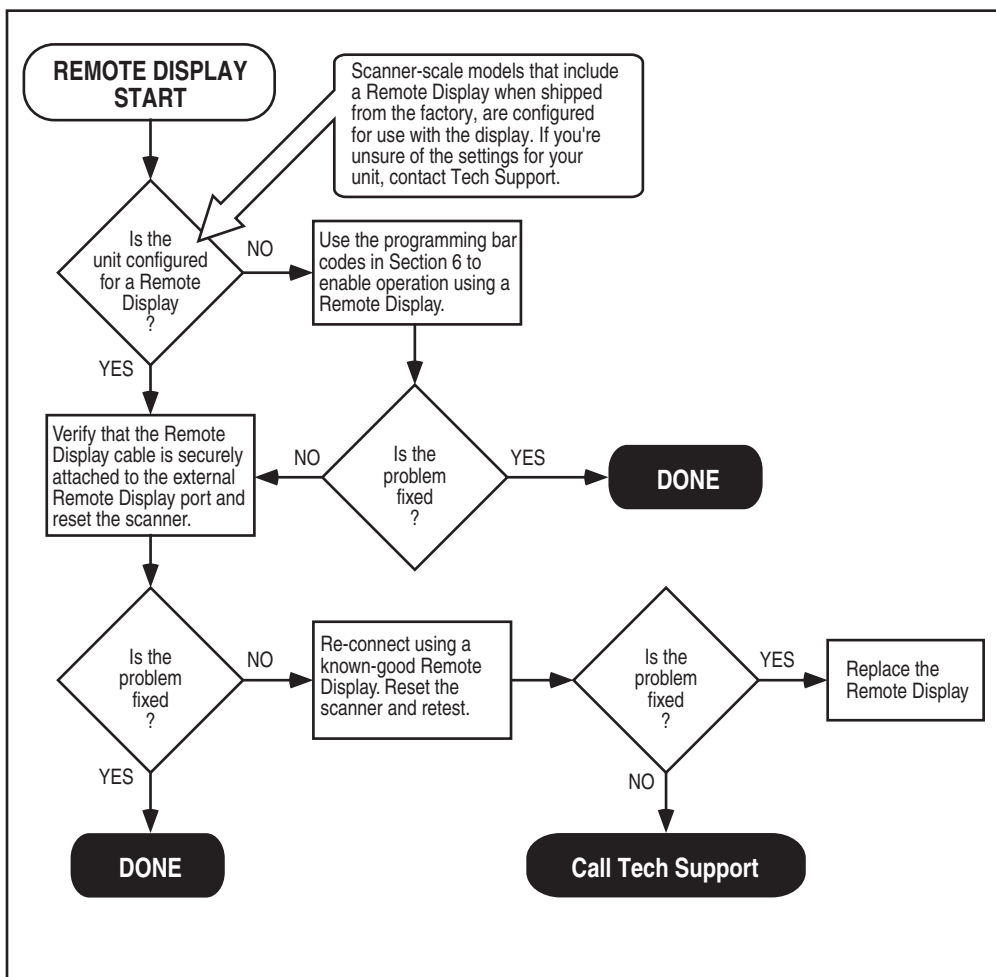 REMOTE DISPLAY
START
Scanner-scale models that include
a Remote Display when shipped
from the factory, are configured
for use with the display. If you're
unsure of the settings for your
unit, contact Tech Support.
Is the
unit configured
for a Remote
Display
?
NO
Use the programming bar
codes in Section 6 to
enable operation using a
Remote Display.
YES
Verify that the Remote
Display cable is securely
attached to the external
Remote Display port and
reset the scanner.
NO
Is the
problem
fixed
?
YES
DONE
Is the
problem
fixed
?
NO
Re-connect using a
known-good Remote
Display. Reset the
scanner and retest.
Is the
problem
fixed
?
YES
Replace the
Remote Display
YES
NO
DONE
Call Tech Support